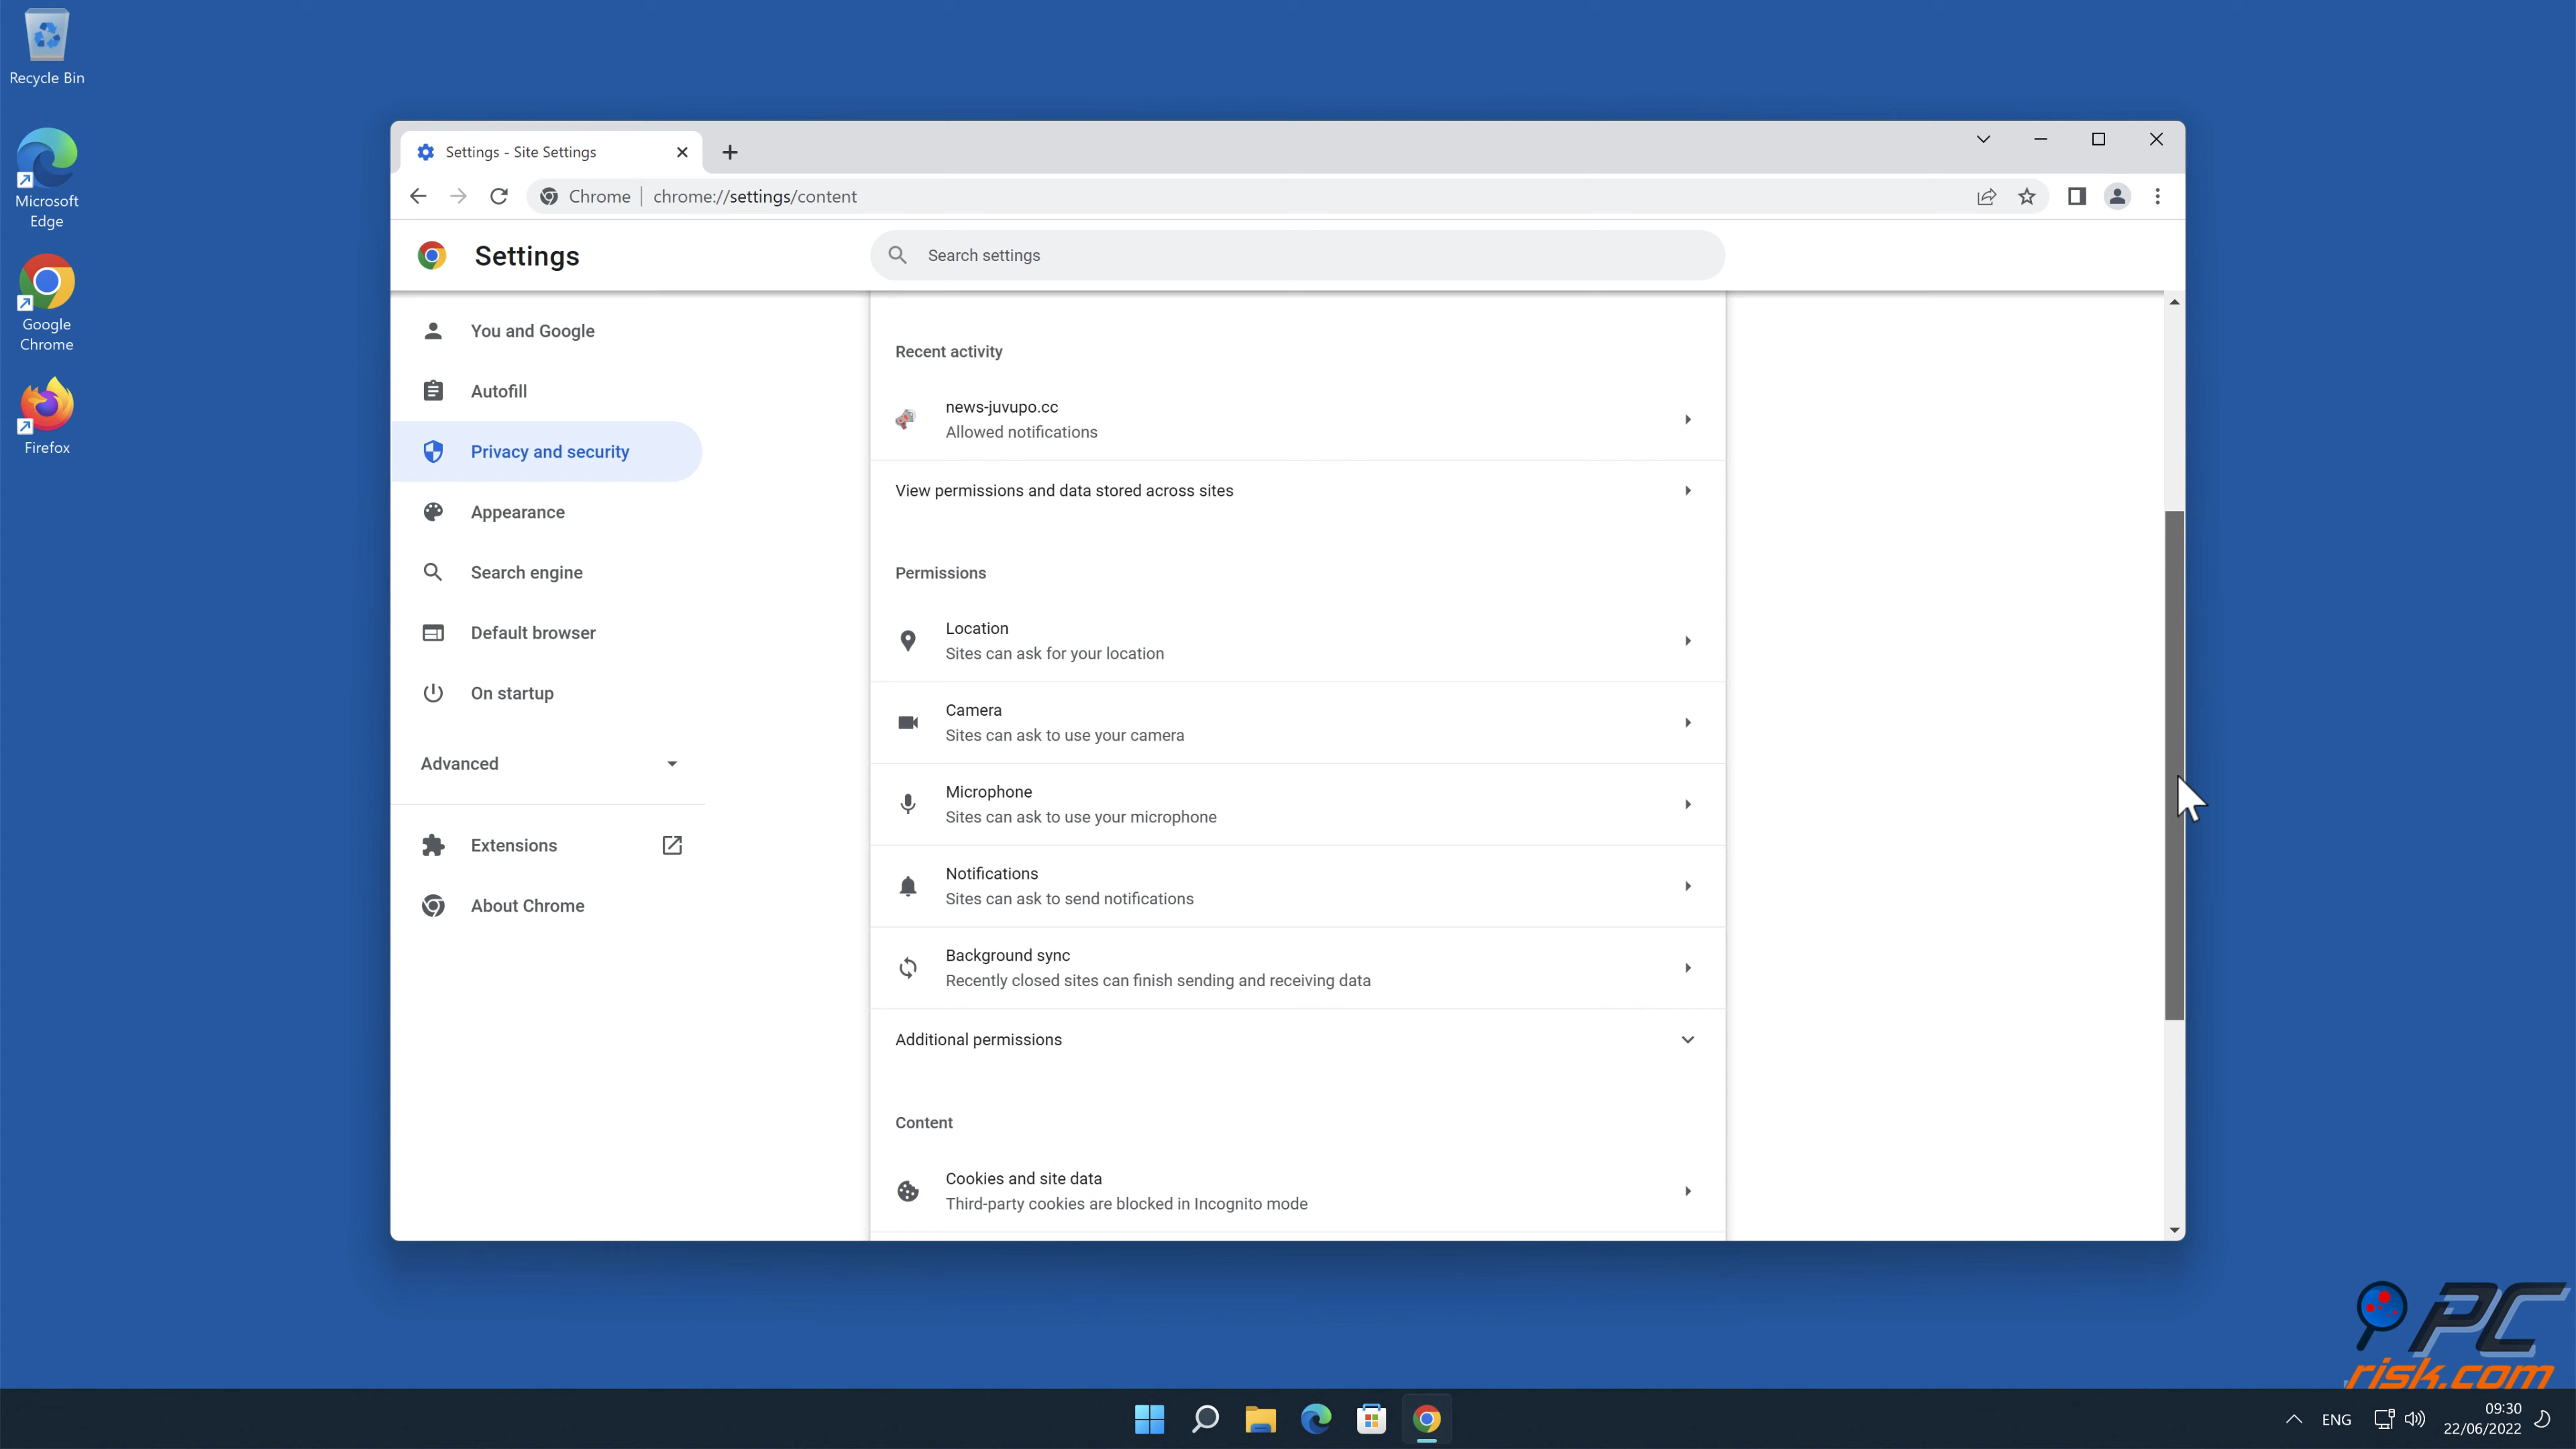 Recycle Bin
Microsoft
Edge
Google
Chrome
Firefox
Settings - Site Settings
Chrome
chrome://settings/content
Settings
Search settings
You and Google
Autofill
Privacy and security
Appearance
Search engine
Default browser
On startup
Advanced
Extensions
About Chrome
Recent activity
news-juvupo.cc
Allowed notifications
View permissions and data stored across sites
Permissions
Location
Sites can ask for your location
Camera
Sites can ask to use your camera
Microphone
Sites can ask to use your microphone
Notifications
Sites can ask to send notifications
Background sync
Recently closed sites can finish sending and receiving data
Additional permissions
Content
Cookies and site data
Third-party cookies are blocked in Incognito mode
PC
risk.com
ENG
09:30
22/06/2022